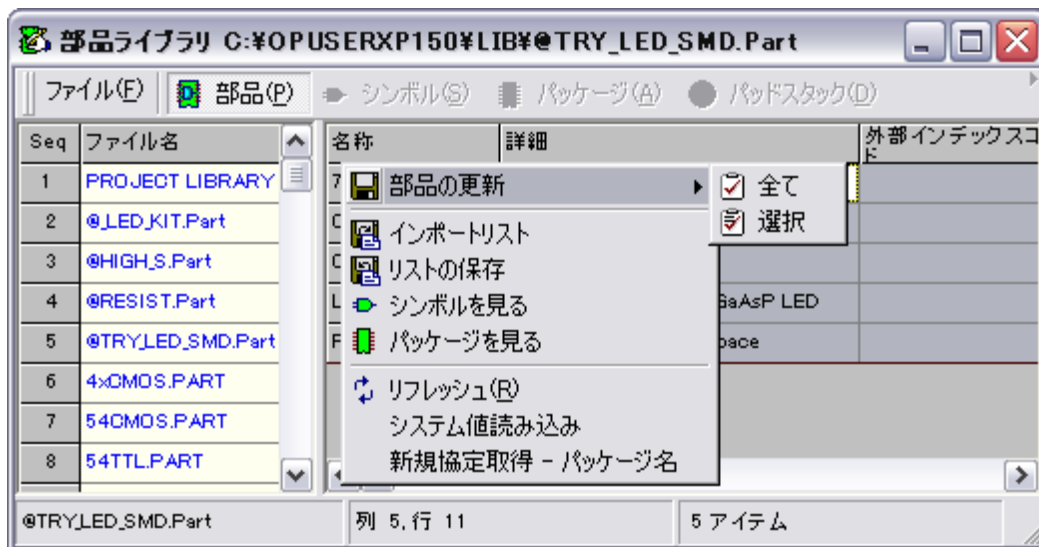 部品ライブラリ C:¥OPUSERXP150¥LIB¥@TRY_LED_SMD.Part
ファイル(F) 部品(P) シンボル(S) パッケージ(A) パッドスタック(D)
Seq ファイル名 名称 詳細 外部インデックスコード
1 PROJECT LIBRARY 7
2 @_LED_KIT.Part
3 @HIGH_S.Part
4 @RESIST.Part L GaAsP LED
5 @TRY_LED_SMD.Part
6 4xCMOS.PART
7 54CMOS.PART
8 54TTL.PART
部品の更新
全て
選択
インポートリスト
リストの保存
シンボルを見る
パッケージを見る
リフレッシュ(R)
システム値読み込み
新規協定取得 - パッケージ名
@TRY_LED_SMD.Part 列 5,行 11 5 アイテム